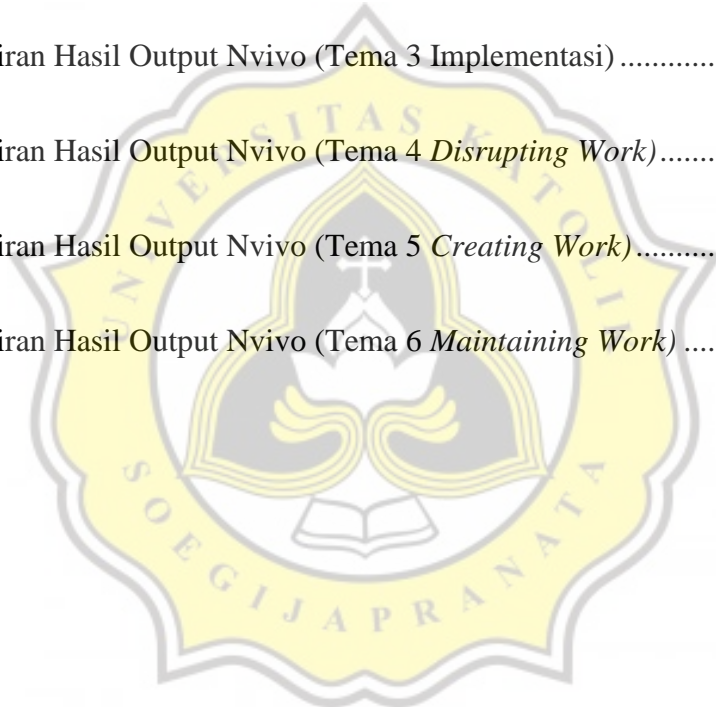 iran Hasil Output Nvivo (Tema 3 Implementasi) ............
iran Hasil Output Nvivo (Tema 4 Disrupting Work) .......
iran Hasil Output Nvivo (Tema 5 Creating Work) ..........
iran Hasil Output Nvivo (Tema 6 Maintaining Work) ....
UNIVERSITAS KATOLIK
SOEGIJAPRANATA